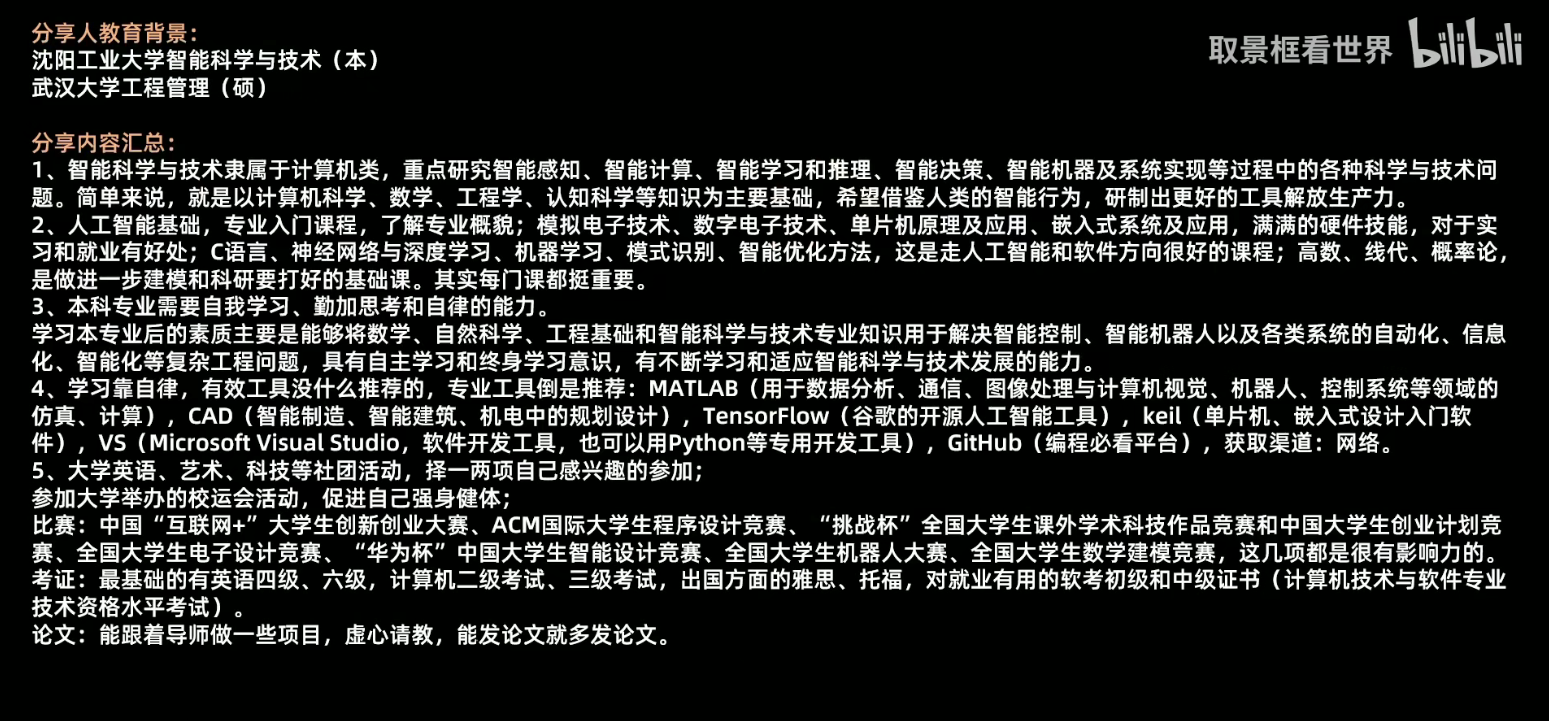 分享人教育背景：
沈阳工业大学智能科学与技术（本）
武汉大学工程管理（硕）
取景框看世界 bilibili
分享内容汇总：
1、智能科学与技术隶属于计算机类，重点研究智能感知、智能计算、智能学习和推理、智能决策、智能机器及系统实现等过程中的各种科学与技术问
题。简单来说，就是以计算机科学、数学、工程学、认知科学等知识为主要基础，希望借鉴人类的智能行为，研制出更好的工具解放生产力。
2、人工智能基础，专业入门课程，了解专业概貌；模拟电子技术、数字电子技术、单片机原理及应用、嵌入式系统及应用，满满的硬件技能，对于实
习和就业有好处；C语言、神经网络与深度学习、机器学习、模式识别、智能优化方法，这是走人工智能和软件方向很好的课程；高数、线代、概率论，
是做进一步建模和科研要打好的基础课。其实每门课都挺重要。
3、本科专业需要自我学习、勤加思考和自律的能力。
学习本专业后的素质主要是能够将数学、自然科学、工程基础和智能科学与技术专业知识用于解决智能控制、智能机器人以及各类系统的自动化、信息
化、智能化等复杂工程问题，具有自主学习和终身学习意识，有不断学习和适应智能科学与技术发展的能力。
4、学习靠自律，有效工具没什么推荐的，专业工具倒是推荐：MATLAB（用于数据分析、通信、图像处理与计算机视觉、机器人、控制系统等领域的
仿真、计算），CAD（智能制造、智能建筑、机电中的规划设计），TensorFlow（谷歌的开源人工智能工具），keil（单片机、嵌入式设计入门软
件），VS（Microsoft Visual Studio，软件开发工具，也可以用Python等专用开发工具），GitHub（编程必看平台），获取渠道：网络。
5、大学英语、艺术、科技等社团活动，择一两项自己感兴趣的参加；
参加大学举办的校运会活动，促进自己强身健体；
比赛：中国“互联网+”大学生创新创业大赛、ACM国际大学生程序设计竞赛、“挑战杯”全国大学生课外学术科技作品竞赛和中国大学生创业计划竞
赛、全国大学生电子设计竞赛、“华为杯”中国大学生智能设计竞赛、全国大学生机器人大赛、全国大学生数学建模竞赛，这几项都是很有影响力的。
考证：最基础的有英语四级、六级，计算机二级考试、三级考试，出国方面的雅思、托福，对就业有用的软考初级和中级证书（计算机技术与软件专业
技术资格水平考试）。
论文：能跟着导师做一些项目，虚心请教，能发论文就多发论文。